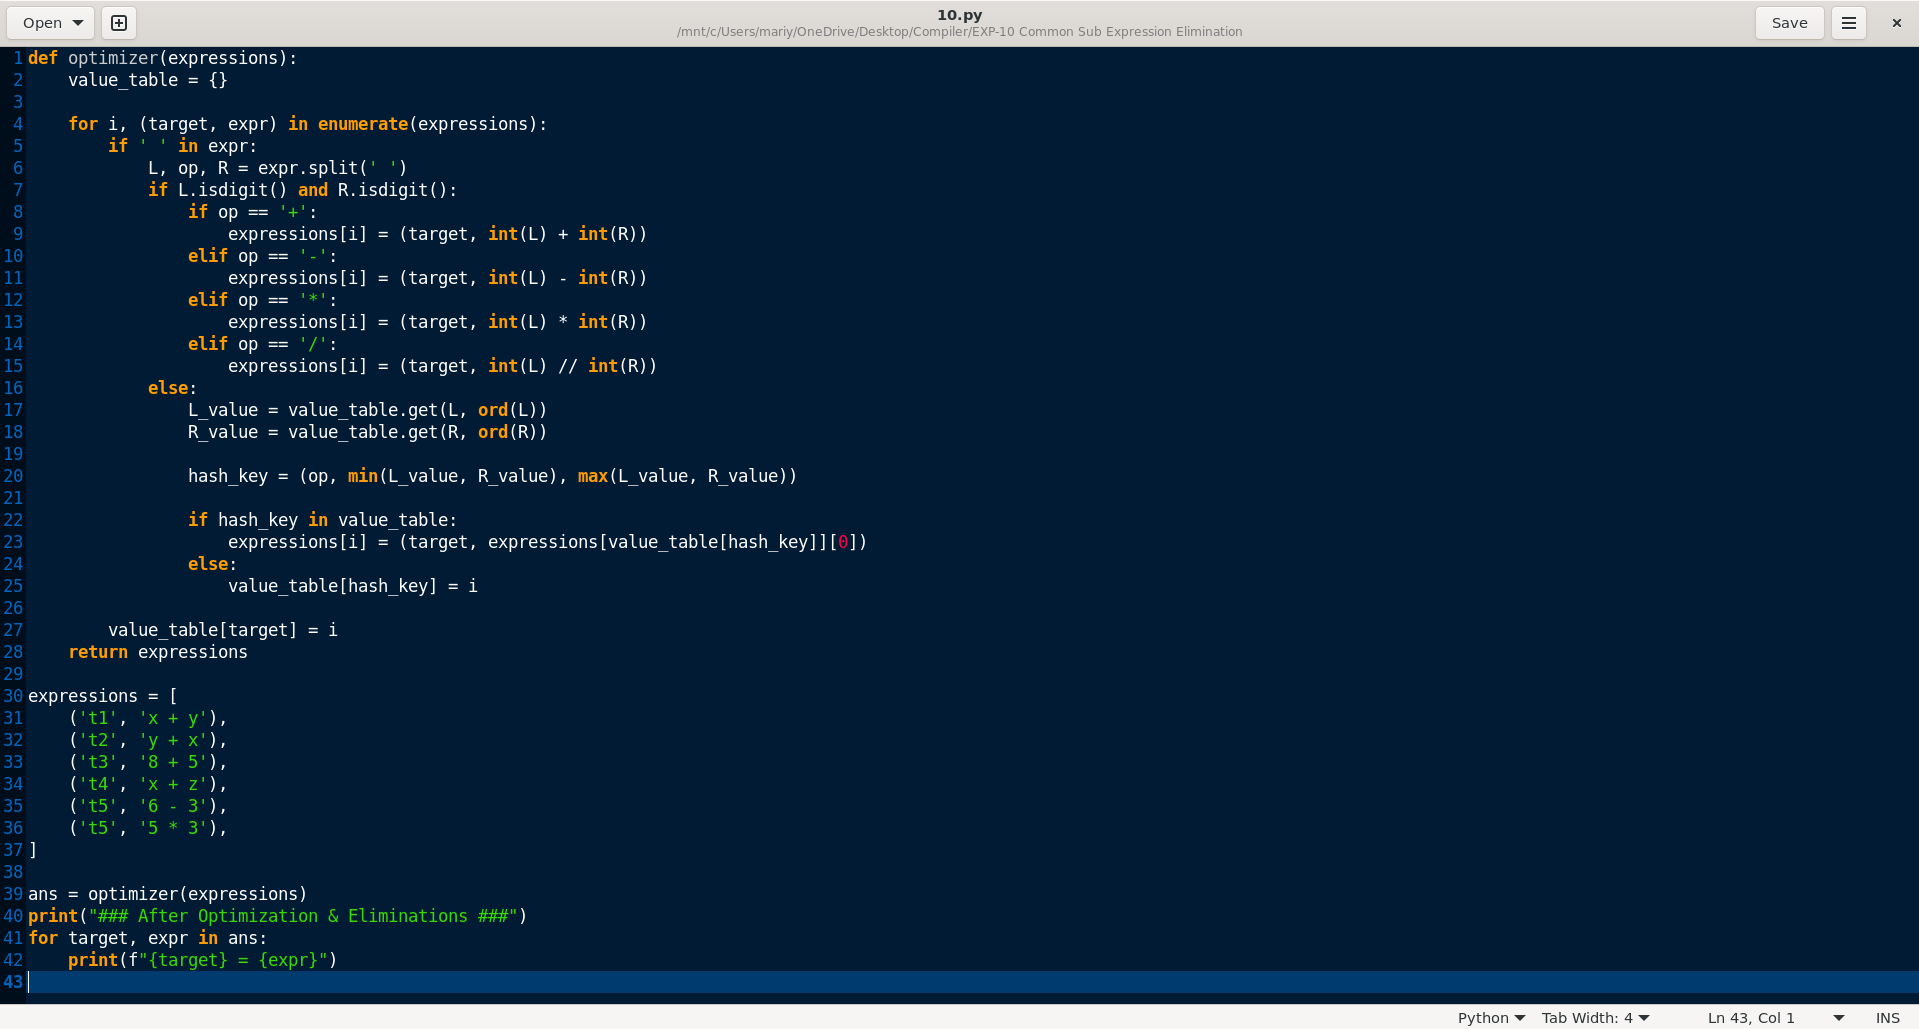 Open
10.py
/mnt/c/Users/mariy/OneDrive/Desktop/Compiler/EXP-10 Common Sub Expression Elimination
Save
1 def optimizer(expressions):
2     value_table = {}
3
4     for i, (target, expr) in enumerate(expressions):
5         if ' ' in expr:
6             L, op, R = expr.split(' ')
7             if L.isdigit() and R.isdigit():
8                 if op == '+':
9                     expressions[i] = (target, int(L) + int(R))
10                 elif op == '-':
11                     expressions[i] = (target, int(L) - int(R))
12                 elif op == '*':
13                     expressions[i] = (target, int(L) * int(R))
14                 elif op == '/':
15                     expressions[i] = (target, int(L) // int(R))
16             else:
17                 L_value = value_table.get(L, ord(L))
18                 R_value = value_table.get(R, ord(R))
19
20                 hash_key = (op, min(L_value, R_value), max(L_value, R_value))
21
22                 if hash_key in value_table:
23                     expressions[i] = (target, expressions[value_table[hash_key]][0])
24                 else:
25                     value_table[hash_key] = i
26
27         value_table[target] = i
28     return expressions
29
30 expressions = [
31     ('t1', 'x + y'),
32     ('t2', 'y + x'),
33     ('t3', '8 + 5'),
34     ('t4', 'x + z'),
35     ('t5', '6 - 3'),
36     ('t5', '5 * 3'),
37 ]
38
39 ans = optimizer(expressions)
40 print("### After Optimization & Eliminations ###")
41 for target, expr in ans:
42     print(f"{target} = {expr}")
43
Python
Tab Width: 4
Ln 43, Col 1
INS